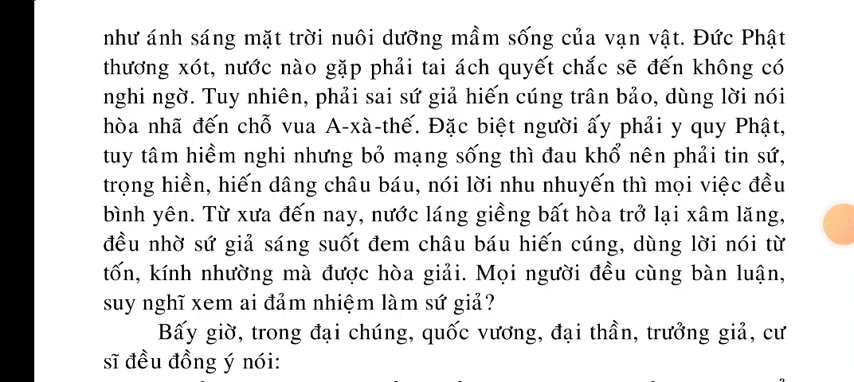 như ánh sáng mặt trời nuôi dưỡng mầm sống của vạn vật. Đức Phật
thương xót, nước nào gặp phải tai ách quyết chắc sẽ đến không có
nghi ngờ. Tuy nhiên, phải sai sứ giả hiến cúng trân bảo, dùng lời nói
hòa nhã đến chỗ vua A-xà-thế. Đặc biệt người ấy phải y quy Phật,
tuy tâm hiềm nghi nhưng bỏ mạng sống thì đau khổ nên phải tin sứ,
trọng hiền, hiến dâng châu báu, nói lời nhu nhuyến thì mọi việc đều
bình yên. Từ xưa đến nay, nước láng giềng bất hòa trở lại xâm lăng,
đều nhờ sứ giả sáng suốt đem châu báu hiến cúng, dùng lời nói từ
tốn, kính nhường mà được hòa giải. Mọi người đều cùng bàn luận,
suy nghĩ xem ai đảm nhiệm làm sứ giả?
Bấy giờ, trong đại chúng, quốc vương, đại thần, trưởng giả, cư
sĩ đều đồng ý nói: